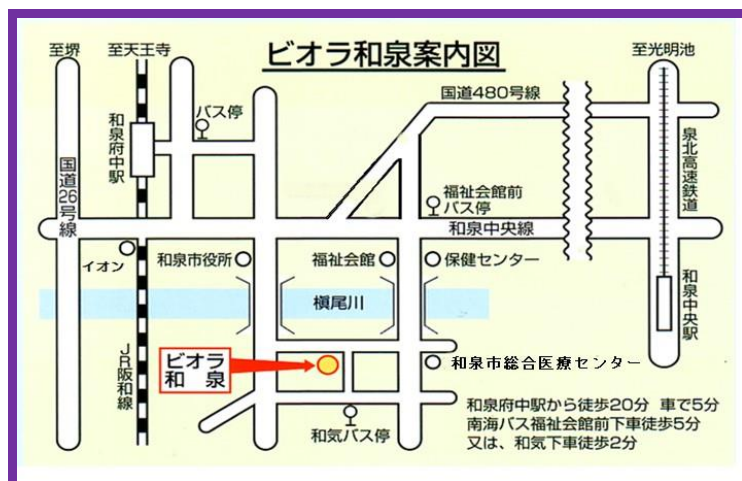 ビオラ和泉案内図
至堺
至天王寺
至光明池
国道480号線
バス停
和泉府中駅
泉北高速鉄道
国道26号線
福祉会館前
バス停
和泉中央線
イオン
和泉市役所
福祉会館
保健センター
槇尾川
和泉中央駅
JR阪和線
ビオラ
和泉
和泉市総合医療センター
和気バス停
和泉府中駅から徒歩20分 車で5分
南海バス福祉会館前下車徒歩5分
又は、和気下車徒歩2分